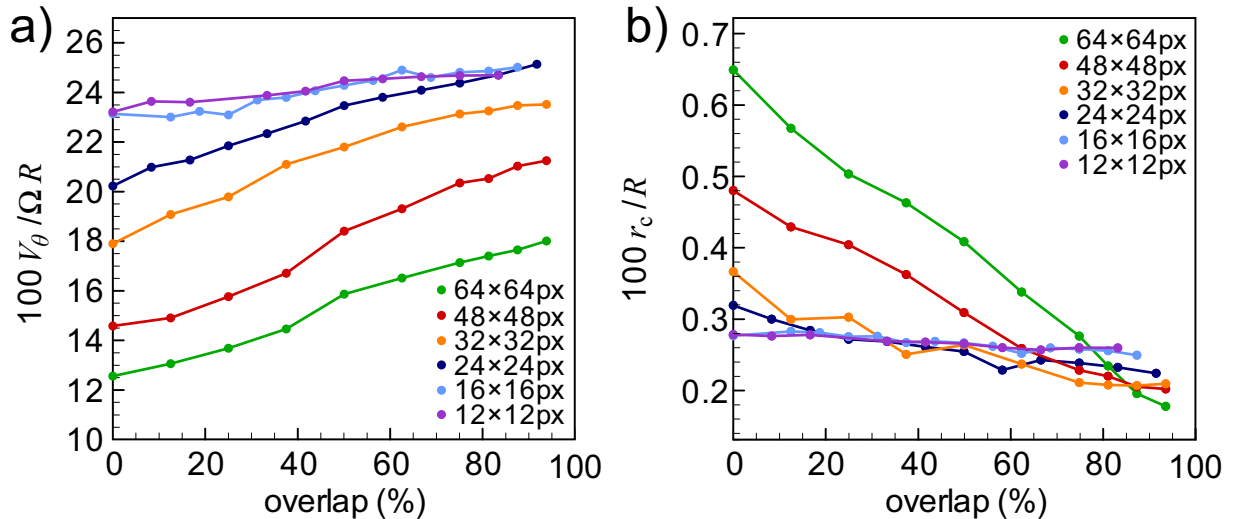 a)
100 V_θ / Ω R
26
24
22
20
18
16
14
12
10
0 20 40 60 80 100
overlap (%)
64×64px
48×48px
32×32px
24×24px
16×16px
12×12px
b)
100 r_c / R
0.7
0.6
0.5
0.4
0.3
0.2
0 20 40 60 80 100
overlap (%)
64×64px
48×48px
32×32px
24×24px
16×16px
12×12px